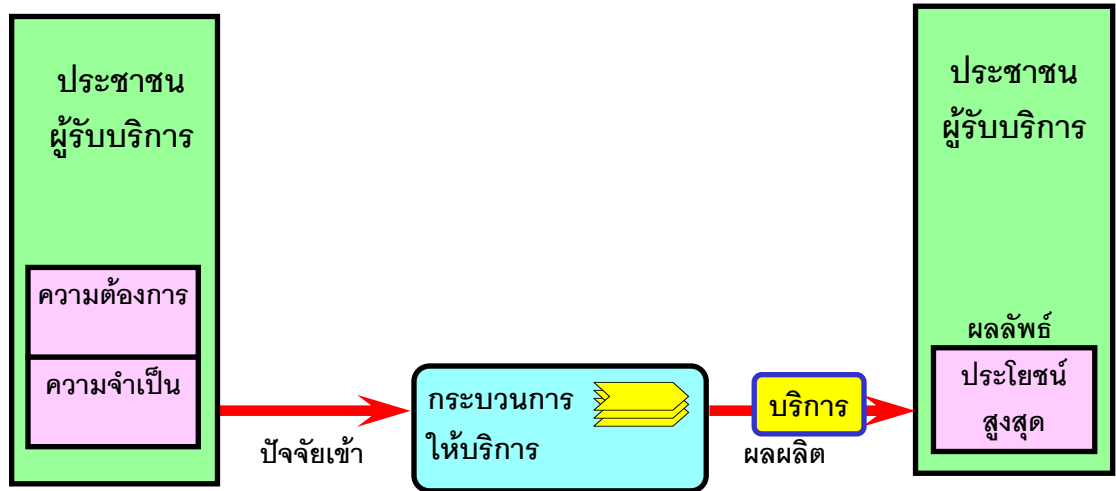 ประชาชน
ผู้รับบริการ
ความต้องการ
ความจำเป็น
ปัจจัยเข้า
กระบวนการ
ให้บริการ
บริการ
ผลผลิต
ประชาชน
ผู้รับบริการ
ผลลัพธ์
ประโยชน์
สูงสุด